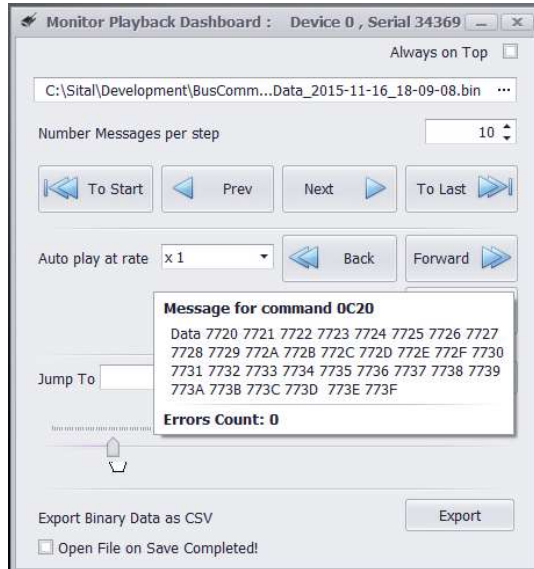 Monitor Playback Dashboard : Device 0 , Serial 34369
Always on Top
C:\Sital\Development\BusComm...Data_2015-11-16_18-09-08.bin ...
Number Messages per step 10
To Start Prev Next To Last
Auto play at rate x 1 Back Forward
Message for command 0C20
Data 7720 7721 7722 7723 7724 7725 7726 7727
7728 7729 772A 772B 772C 772D 772E 772F 7730
7731 7732 7733 7734 7735 7736 7737 7738 7739
773A 773B 773C 773D 773E 773F
Jump To
Errors Count: 0
Export Binary Data as CSV Export
Open File on Save Completed!